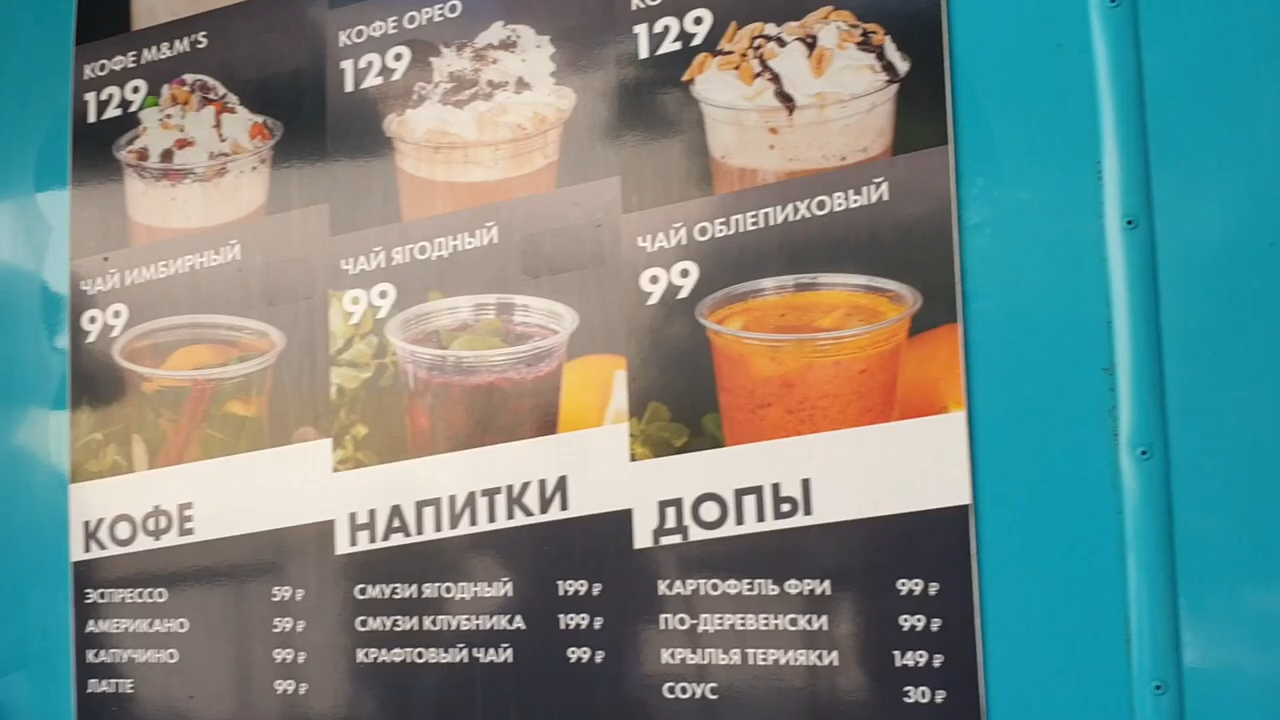 КОФЕ M&M'S
129
КОФЕ ОРЕО
129
129
ЧАЙ ИМБИРНЫЙ
99
ЧАЙ ЯГОДНЫЙ
99
ЧАЙ ОБЛЕПИХОВЫЙ
99
КОФЕ
ЭСПРЕССО 59 ₽
АМЕРИКАНО 59 ₽
КАПУЧИНО 99 ₽
ЛАТТЕ 99 ₽
НАПИТКИ
СМУЗИ ЯГОДНЫЙ 199 ₽
СМУЗИ КЛУБНИКА 199 ₽
КРАФТОВЫЙ ЧАЙ 99 ₽
ДОПЫ
КАРТОФЕЛЬ ФРИ 99 ₽
ПО-ДЕРЕВЕНСКИ 99 ₽
КРЫЛЬЯ ТЕРИЯКИ 149 ₽
СОУС 30 ₽